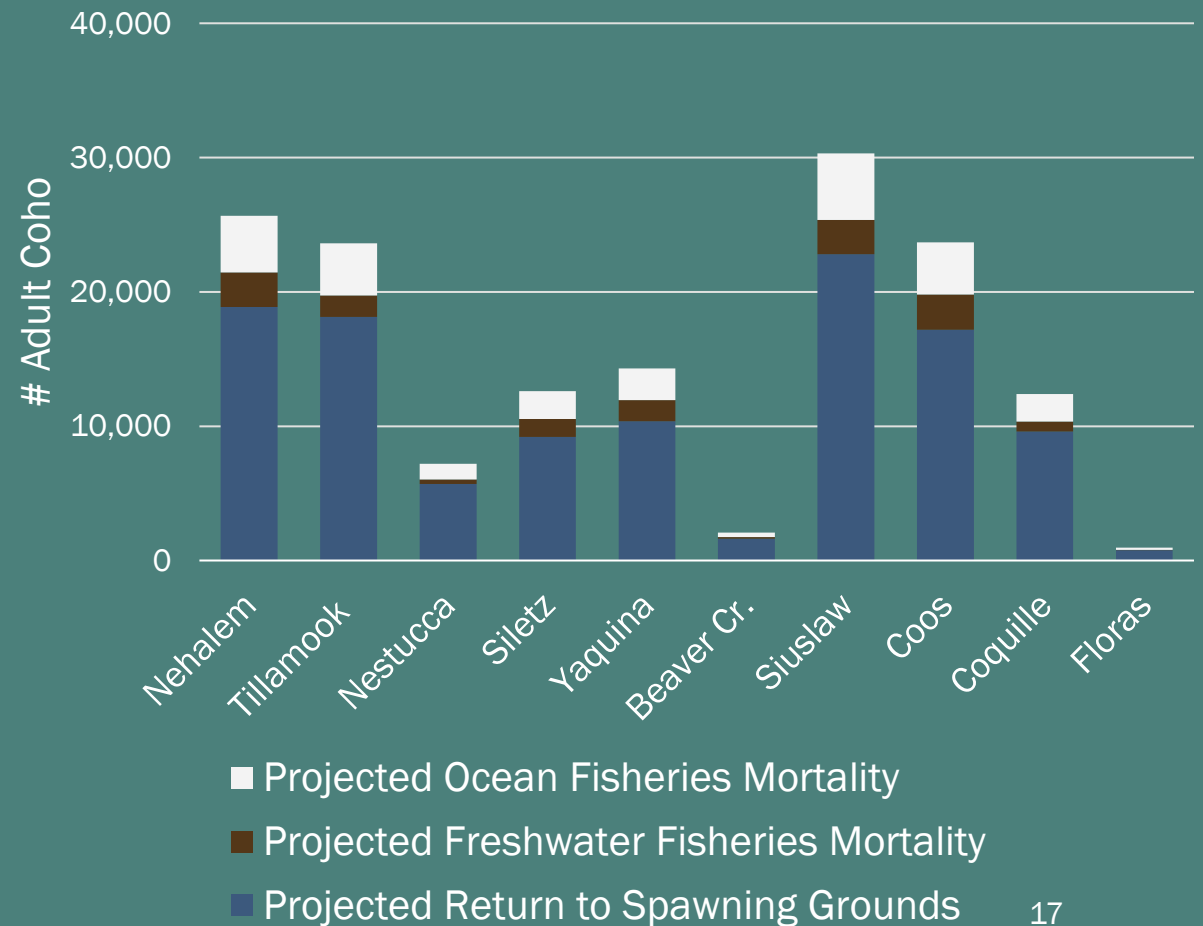 40,000
30,000
20,000
10,000
0
# Adult Coho
Nehalem
Tillamook
Nestucca
Siletz
Yaquina
Beaver Cr.
Siuslaw
Coos
Coquille
Floras
Projected Ocean Fisheries Mortality
Projected Freshwater Fisheries Mortality
Projected Return to Spawning Grounds
17